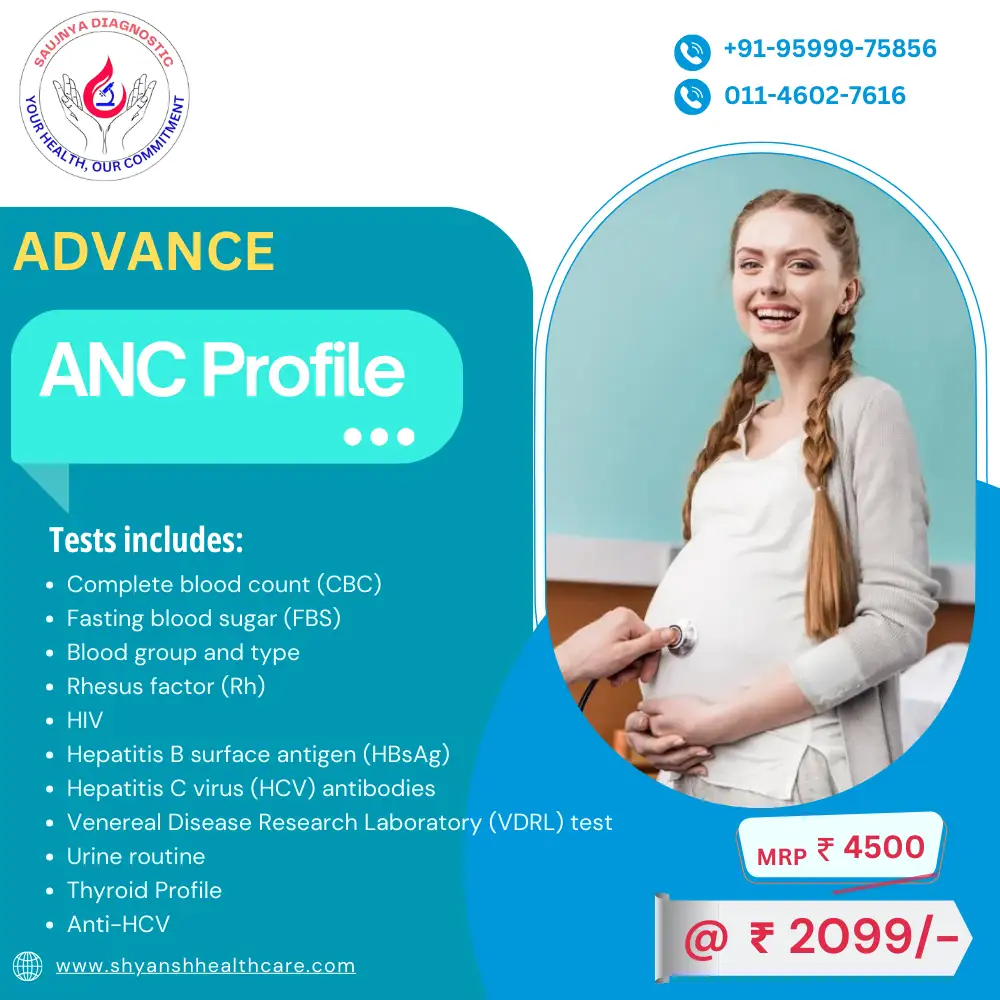 SAUJNYA DIAGNOSTIC
YOUR HEALTH, OUR COMMITMENT
+91-95999-75856
011-4602-7616
ADVANCE
ANC Profile
Tests includes:
• Complete blood count (CBC)
• Fasting blood sugar (FBS)
• Blood group and type
• Rhesus factor (Rh)
• HIV
• Hepatitis B surface antigen (HBsAg)
• Hepatitis C virus (HCV) antibodies
• Venereal Disease Research Laboratory (VDRL) test
• Urine routine
• Thyroid Profile
• Anti-HCV
MRP ₹ 4500
@ ₹ 2099/-
www.shyanshhealthcare.com